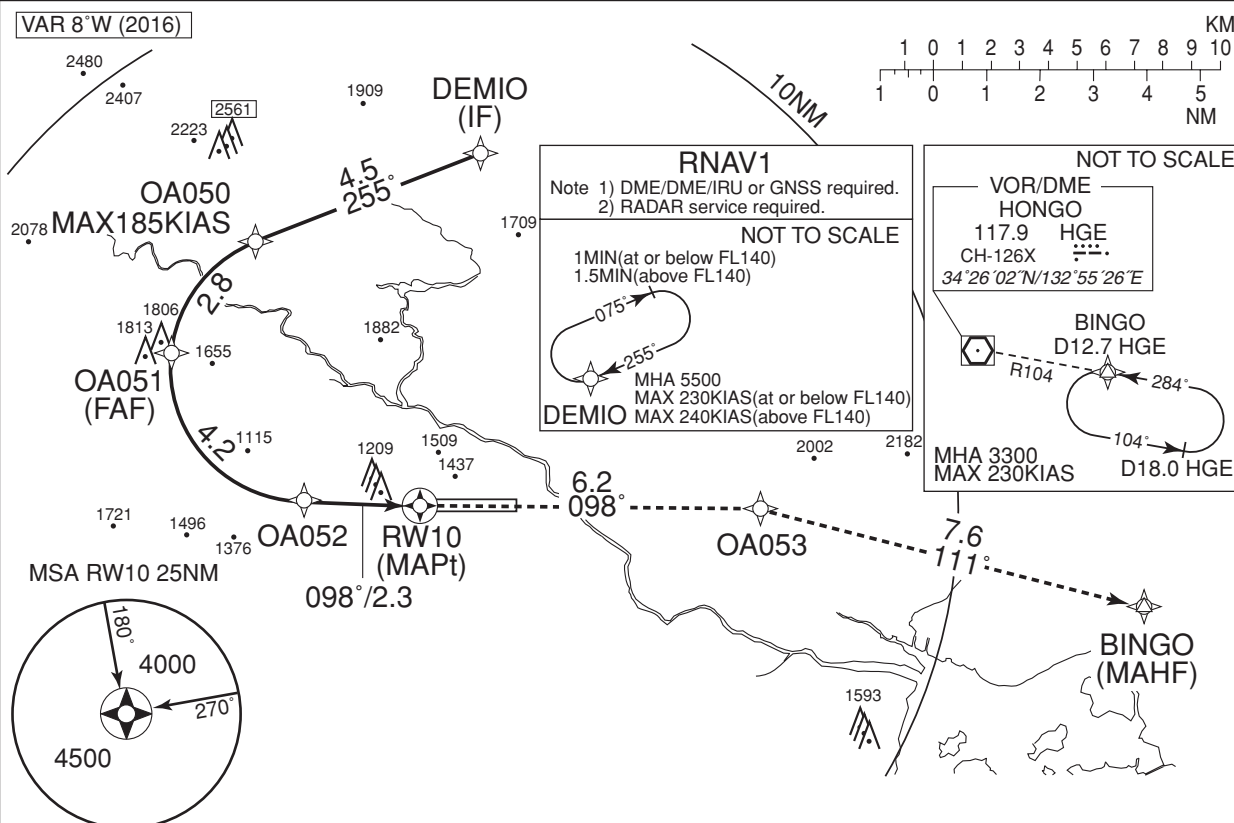 VAR 8°W (2016)
KM
1 0 1 2 3 4 5 6 7 8 9 10
1 0 1 2 3 4 5
NM
2480
2407
2561
2223
1909
DEMIO
(IF)
10NM
4.5
255°
OA050
MAX185KIAS
2078
1709
2.8
1806
1813
1655
1882
OA051
(FAF)
4.2
1115
1209
1509
1437
2002
2182
RNAV1
Note 1) DME/DME/IRU or GNSS required.
2) RADAR service required.
NOT TO SCALE
1MIN(at or below FL140)
1.5MIN(above FL140)
075°
255°
MHA 5500
MAX 230KIAS(at or below FL140)
DEMIO MAX 240KIAS(above FL140)
NOT TO SCALE
VOR/DME
HONGO
117.9 HGE
CH-126X
34°26´02˝N/132°55´26˝E
BINGO
D12.7 HGE
R104
284°
104°
MHA 3300
MAX 230KIAS
D18.0 HGE
1721
1496
1376
OA052
RW10
(MAPt)
098°/2.3
6.2
098°
OA053
7.6
111°
BINGO
(MAHF)
1593
MSA RW10 25NM
180°
4000
270°
4500